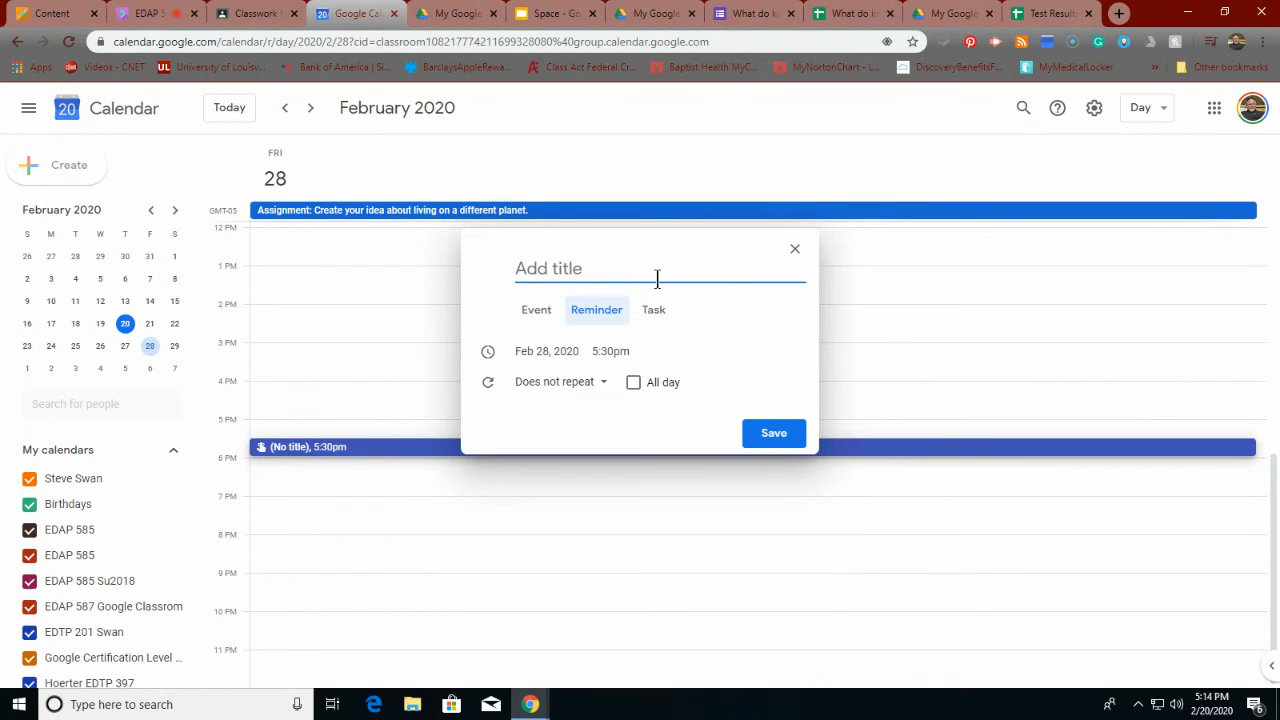 Content
EDAP 5
Classwork
Google Cal
My Google
Space - Go
My Google
What do k
What do k
My Google
Test Results
calendar.google.com/calendar/r/day/2020/2/28?cid=classroom108217774211699328080%40group.calendar.google.com
Apps
Videos - CNET
University of Louisv...
Bank of America | Si...
BarclaysAppleRewa...
Class Act Federal Cr...
Baptist Health MyC...
MyNortonChart - L...
DiscoveryBenefitsF...
MyMedicalLocker
»
Other bookmarks
20
Calendar
Today
February 2020
Day
Create
FRI
28
February 2020
GMT-05
Assignment: Create your idea about living on a different planet.
S M T W T F S
26 27 28 29 30 31 1
2 3 4 5 6 7 8
9 10 11 12 13 14 15
16 17 18 19 20 21 22
23 24 25 26 27 28 29
1 2 3 4 5 6 7
12 PM
1 PM
2 PM
3 PM
4 PM
5 PM
6 PM
7 PM
8 PM
9 PM
10 PM
11 PM
Add title
Event Reminder Task
Feb 28, 2020 5:30pm
Does not repeat All day
Save
(No title), 5:30pm
Search for people
My calendars
Steve Swan
Birthdays
EDAP 585
EDAP 585
EDAP 585 Su2018
EDAP 587 Google Classrom
EDTP 201 Swan
Google Certification Level ...
Hoerter EDTP 397
Type here to search
5:14 PM
2/20/2020
6